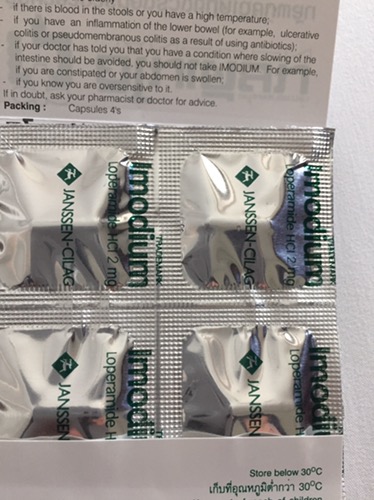 if there is blood in the stools or you have a high temperature;
if you have an inflammation of the lower bowel (for example, ulcerative
colitis or pseudomembranous colitis as a result of using antibiotics);
if your doctor has told you that you have a condition where slowing of the
intestine should be avoided, you should not take IMODIUM. For example,
if you are constipated or your abdomen is swollen;
if you know you are oversensitive to it.
If in doubt, ask your pharmacist or doctor for advice.
Packing : Capsules 4's
Imodium
TRADEMARK
loperamide HCl 2 mg
JANSSEN-CILAG
Imodium
loperamide HCl 2 mg
JANSSEN-CILAG
Imodi
Loperamide H
JANSSEN
Imodi
Loperamide H
JANSSEN-C
Store below 30°C
เก็บที่อุณหภูมิต่ำกว่า 30°C